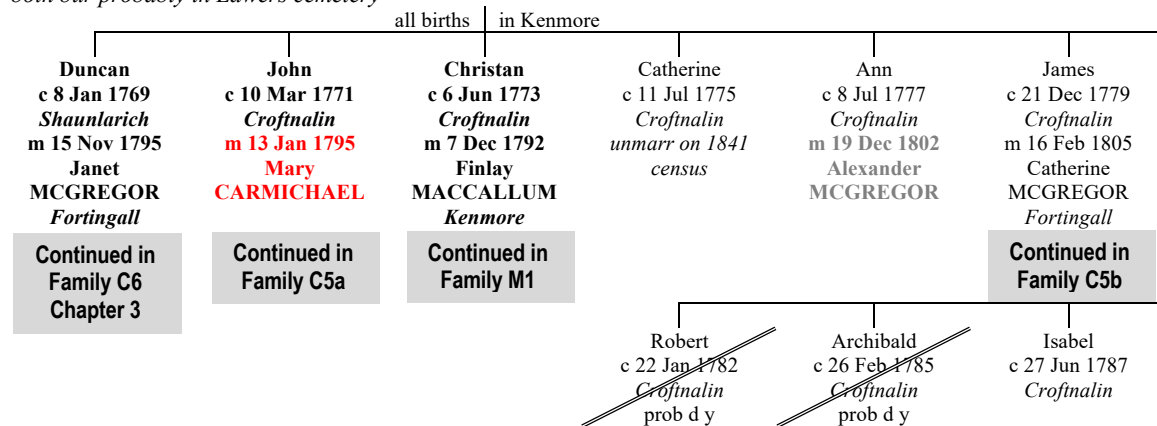 both bur probably in Lawers cemetery
all births in Kenmore
Duncan
c 8 Jan 1769
Shaunlarich
m 15 Nov 1795
Janet
MCGREGOR
Fortingall
Continued in
Family C6
Chapter 3
John
c 10 Mar 1771
Croftnalin
m 13 Jan 1795
Mary
CARMICHAEL
Continued in
Family C5a
Christan
c 6 Jun 1773
Croftnalin
m 7 Dec 1792
Finlay
MACCALLUM
Kenmore
Continued in
Family M1
Catherine
c 11 Jul 1775
Croftnalin
unmarr on 1841
census
Ann
c 8 Jul 1777
Croftnalin
m 19 Dec 1802
Alexander
MCGREGOR
James
c 21 Dec 1779
Croftnalin
m 16 Feb 1805
Catherine
MCGREGOR
Fortingall
Continued in
Family C5b
Robert
c 22 Jan 1782
Croftnalin
prob d y
Archibald
c 26 Feb 1785
Croftnalin
prob d y
Isabel
c 27 Jun 1787
Croftnalin